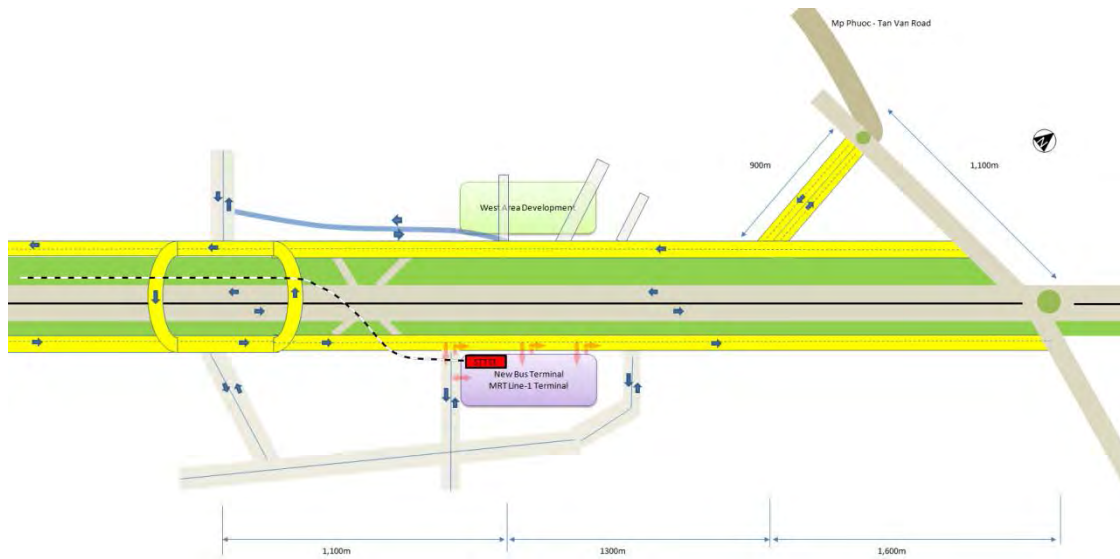 Mp Phuoc - Tan Van Road
900m
1,100m
West Area Development
New Bus Terminal
MRT Line-1 Terminal
1,100m
1300m
1,600m